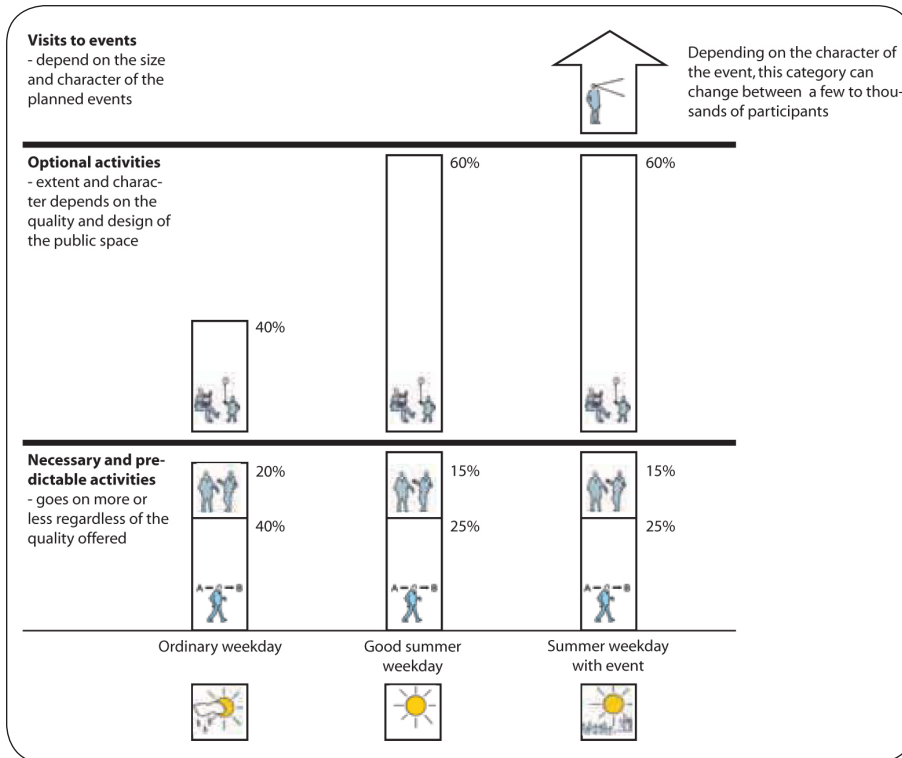 Visits to events
- depend on the size
and character of the
planned events
Depending on the character of
the event, this category can
change between a few to thou-
sands of participants
Optional activities
- extent and charac-
ter depends on the
quality and design of
the public space
40%
60%
60%
Necessary and pre-
dictable activities
- goes on more or
less regardless of the
quality offered
20%
15%
15%
40%
25%
25%
A B
A B
A B
Ordinary weekday
Good summer
weekday
Summer weekday
with event